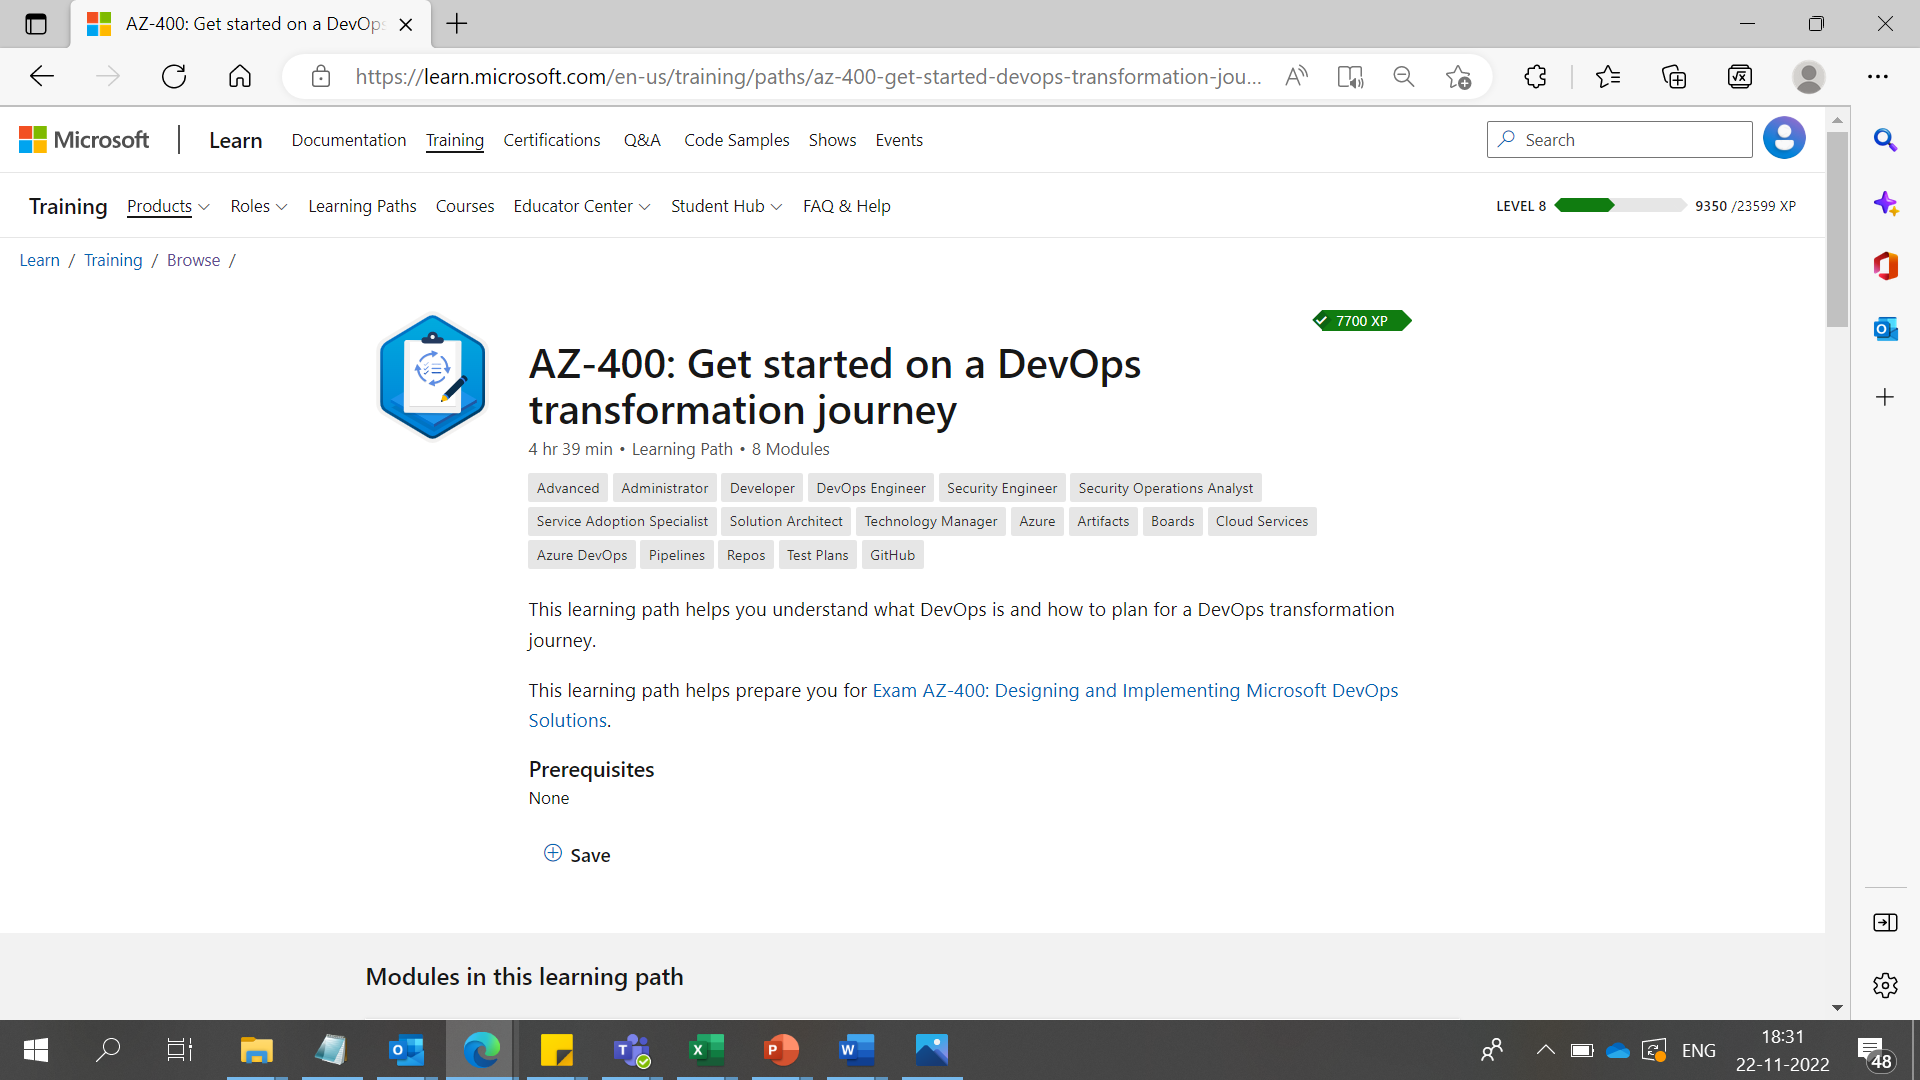 AZ-400: Get started on a DevOps
https://learn.microsoft.com/en-us/training/paths/az-400-get-started-devops-transformation-jou...
Microsoft Learn Documentation Training Certifications Q&A Code Samples Shows Events Search
Training Products Roles Learning Paths Courses Educator Center Student Hub FAQ & Help LEVEL 8 9350 /23599 XP
Learn / Training / Browse /
7700 XP
AZ-400: Get started on a DevOps
transformation journey
4 hr 39 min • Learning Path • 8 Modules
Advanced Administrator Developer DevOps Engineer Security Engineer Security Operations Analyst
Service Adoption Specialist Solution Architect Technology Manager Azure Artifacts Boards Cloud Services
Azure DevOps Pipelines Repos Test Plans GitHub
This learning path helps you understand what DevOps is and how to plan for a DevOps transformation
journey.
This learning path helps prepare you for Exam AZ-400: Designing and Implementing Microsoft DevOps
Solutions.
Prerequisites
None
Save
Modules in this learning path
ENG
18:31
22-11-2022
48